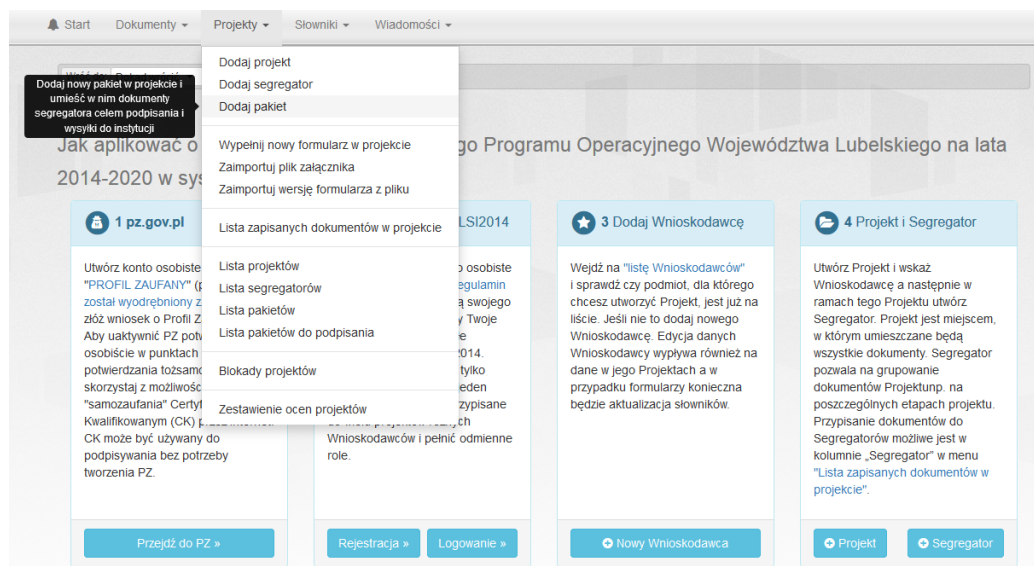 Start Dokumenty Projekty Słowniki Wiadomości
Dodaj projekt
Dodaj segregator
Dodaj pakiet
Wypełnij nowy formularz w projekcie
Zaimportuj plik załącznika
Zaimportuj wersję formularza z pliku
Lista zapisanych dokumentów w projekcie
Lista projektów
Lista segregatorów
Lista pakietów
Lista pakietów do podpisania
Blokady projektów
Zestawienie ocen projektów
Dodaj nowy pakiet w projekcie i
umieść w nim dokumenty
segregatora celem podpisania i
wysyłki do instytucji
Jak aplikować o go Programu Operacyjnego Województwa Lubelskiego na lata
2014-2020 w sys
1 pz.gov.pl
Utwórz konto osobiste
"PROFIL ZAUFANY" (p
został wyodrębniony z
złóż wniosek o Profil Z
Aby uaktywnić PZ potw
osobiście w punktach
potwierdzania tożsamo
skorzystaj z możliwośc
"samozaufania" Certyf
Kwalifikowanym (CK)
CK może być używany do
podpisywania bez potrzeby
tworzenia PZ.
Przejdź do PZ »
LSI2014
o osobiste
egulamin
ą swojego
y Twoje
2014.
tylko
eden
rzypisane
Wnioskodawców i pełnić odmienne
role.
Rejestracja » Logowanie »
3 Dodaj Wnioskodawcę
Wejdź na "listę Wnioskodawców"
i sprawdź czy podmiot, dla którego
chcesz utworzyć Projekt, jest już na
liście. Jeśli nie to dodaj nowego
Wnioskodawcę. Edycja danych
Wnioskodawcy wypływa również na
dane w jego Projektach a w
przypadku formularzy konieczna
będzie aktualizacja słowników.
Nowy Wnioskodawca
4 Projekt i Segregator
Utwórz Projekt i wskaż
Wnioskodawcę a następnie w
ramach tego Projektu utwórz
Segregator. Projekt jest miejscem,
w którym umieszczane będą
wszystkie dokumenty. Segregator
pozwala na grupowanie
dokumentów Projektunp. na
poszczególnych etapach projektu.
Przypisanie dokumentów do
Segregatorów możliwe jest w
kolumnie „Segregator" w menu
"Lista zapisanych dokumentów w
projekcie".
Projekt Segregator